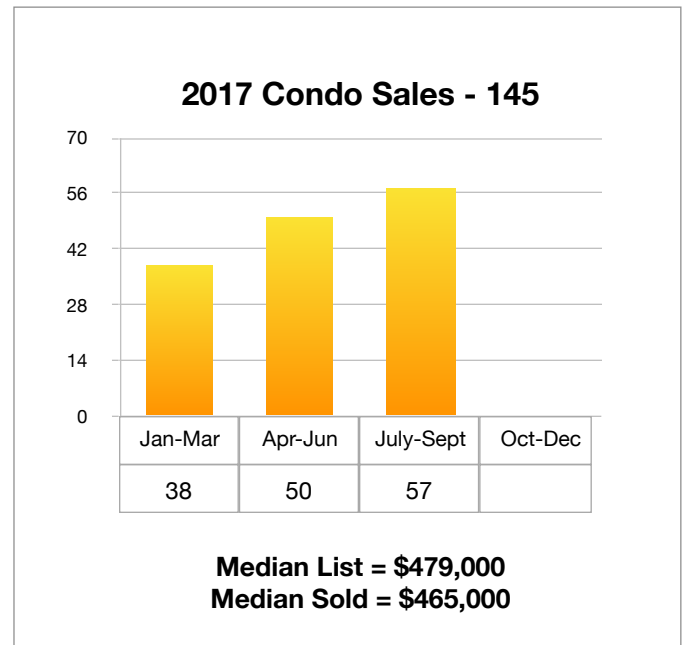 2017 Condo Sales - 145
70
56
42
28
14
0
Jan-Mar Apr-Jun July-Sept Oct-Dec
38 50 57
Median List = $479,000
Median Sold = $465,000